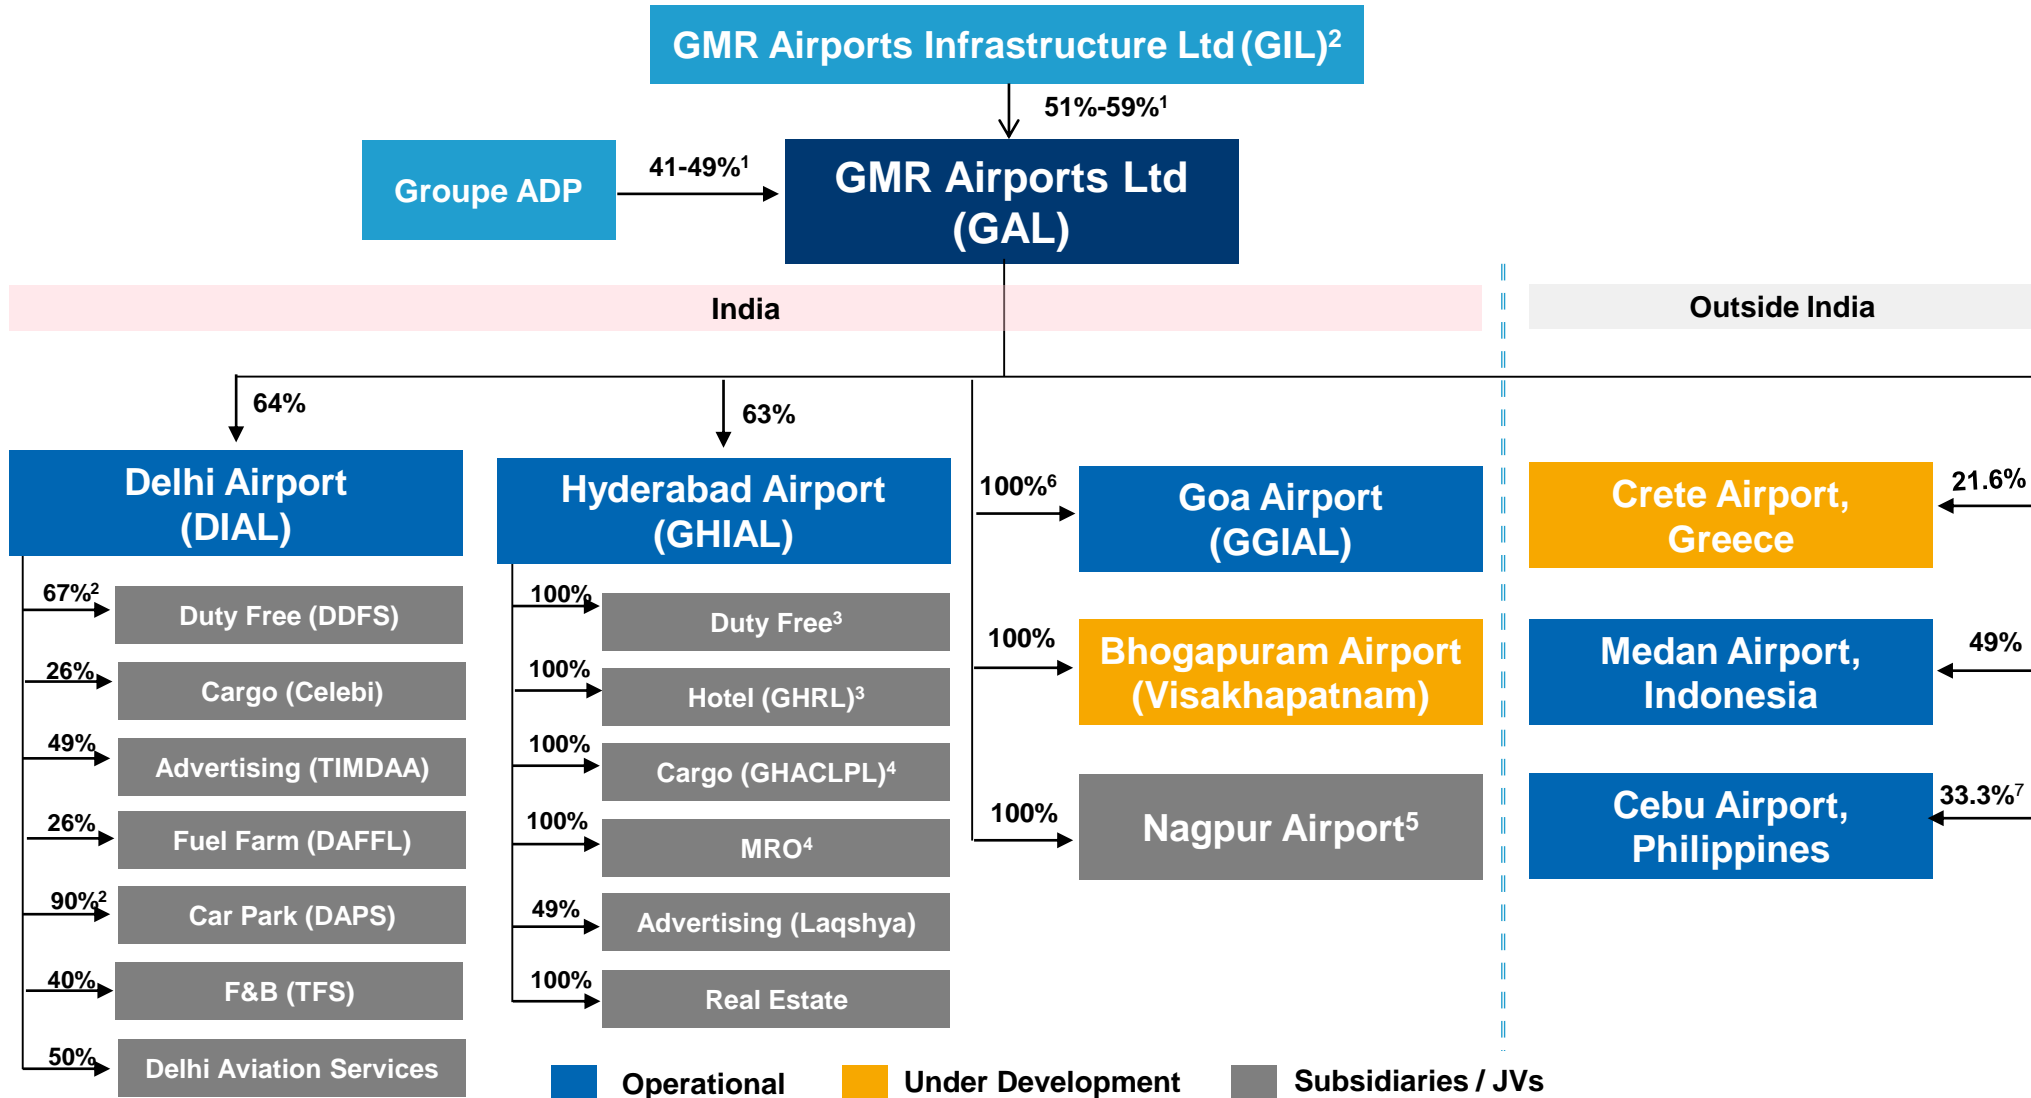 GMR Airports Infrastructure Ltd (GIL)²
51%-59%¹
Groupe ADP
41-49%¹
GMR Airports Ltd
(GAL)
India
Outside India
64%
63%
Delhi Airport
(DIAL)
67%²
Duty Free (DDFS)
26%
Cargo (Celebi)
49%
Advertising (TIMDAA)
26%
Fuel Farm (DAFFL)
90%²
Car Park (DAPS)
40%
F&B (TFS)
50%
Delhi Aviation Services
Hyderabad Airport
(GHIAL)
100%
Duty Free³
100%
Hotel (GHRL)³
100%
Cargo (GHACLPL)⁴
100%
MRO⁴
49%
Advertising (Laqshya)
100%
Real Estate
100%⁶
Goa Airport
(GGIAL)
100%
Bhogapuram Airport
(Visakhapatnam)
100%
Nagpur Airport⁵
Crete Airport,
Greece
21.6%
Medan Airport,
Indonesia
49%
Cebu Airport,
Philippines
33.3%⁷
Operational
Under Development
Subsidiaries / JVs